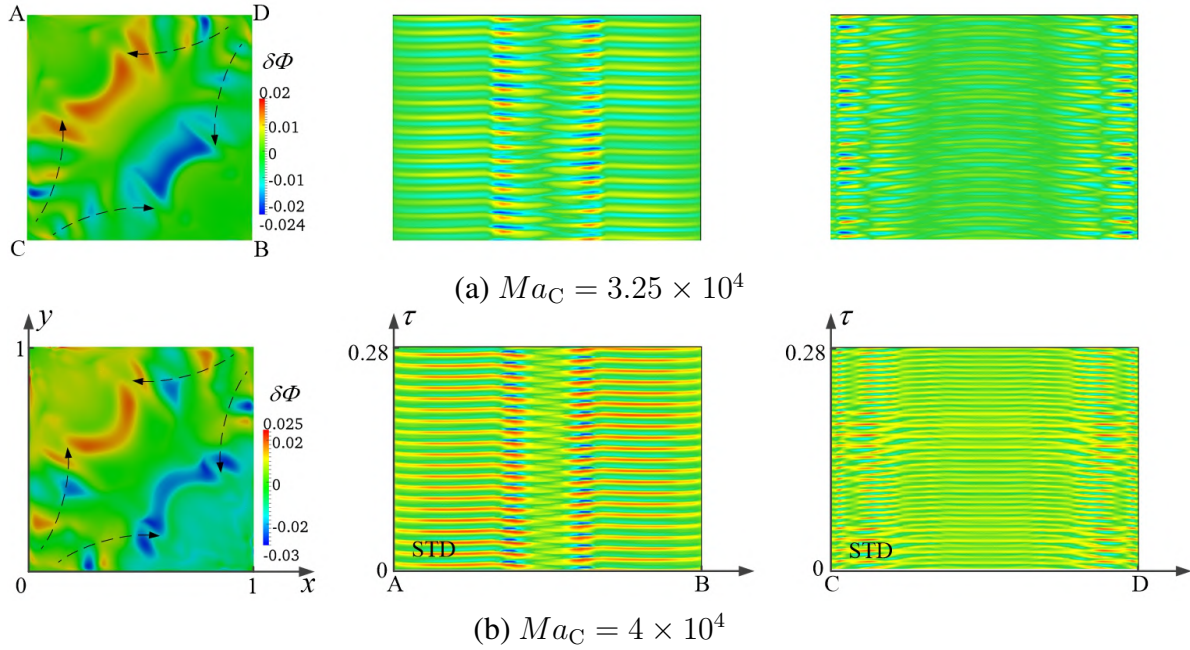 A D
δΦ
0.02
0.01
0
-0.01
-0.02
-0.024
C B
(a) Ma_C = 3.25 × 10^4
y
1
δΦ
0.025
0.02
0
-0.02
-0.03
0 1 x
τ
0.28
STD
0
A B
τ
0.28
STD
0
C D
(b) Ma_C = 4 × 10^4